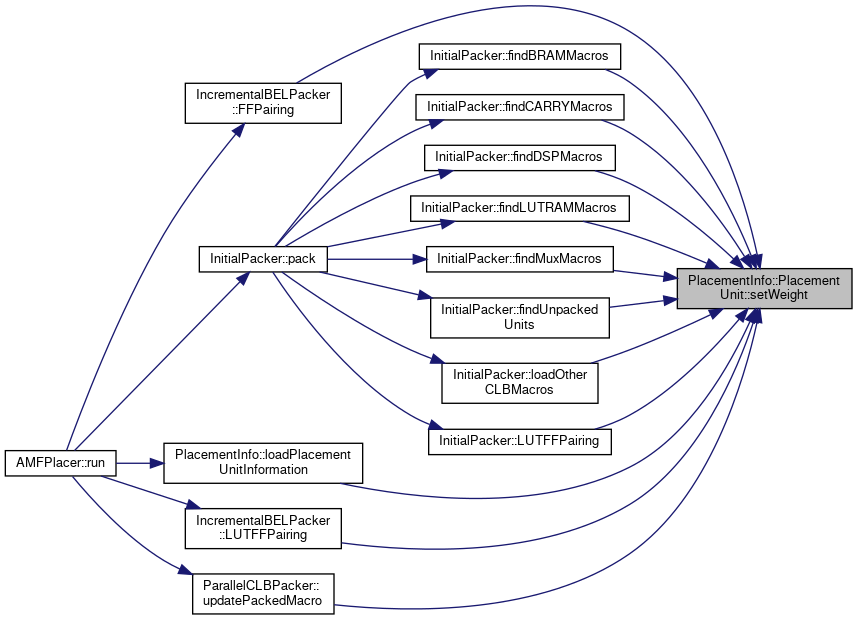 InitialPacker::findBRAMMacros
IncrementalBELPacker
::FFPairing
InitialPacker::findCARRYMacros
InitialPacker::findDSPMacros
InitialPacker::findLUTRAMMacros
InitialPacker::pack
InitialPacker::findMuxMacros
PlacementInfo::Placement
Unit::setWeight
InitialPacker::findUnpacked
Units
InitialPacker::loadOther
CLBMacros
InitialPacker::LUTFFPairing
AMFPlacer::run
PlacementInfo::loadPlacement
UnitInformation
IncrementalBELPacker
::LUTFFPairing
ParallelCLBPacker::
updatePackedMacro